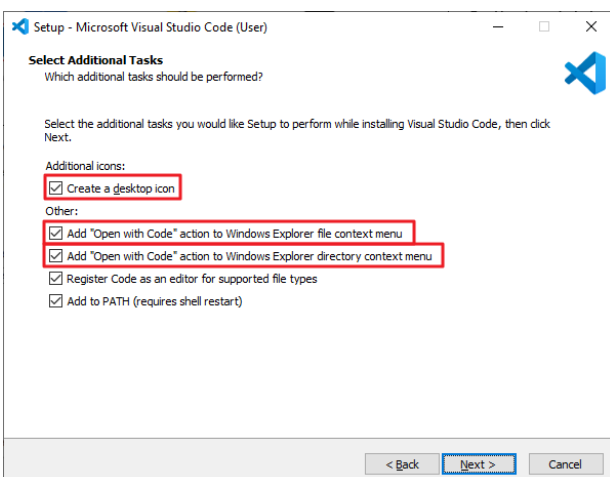 Setup - Microsoft Visual Studio Code (User)
Select Additional Tasks
Which additional tasks should be performed?
Select the additional tasks you would like Setup to perform while installing Visual Studio Code, then click
Next.
Additional icons:
Create a desktop icon
Other:
Add "Open with Code" action to Windows Explorer file context menu
Add "Open with Code" action to Windows Explorer directory context menu
Register Code as an editor for supported file types
Add to PATH (requires shell restart)
< Back Next > Cancel